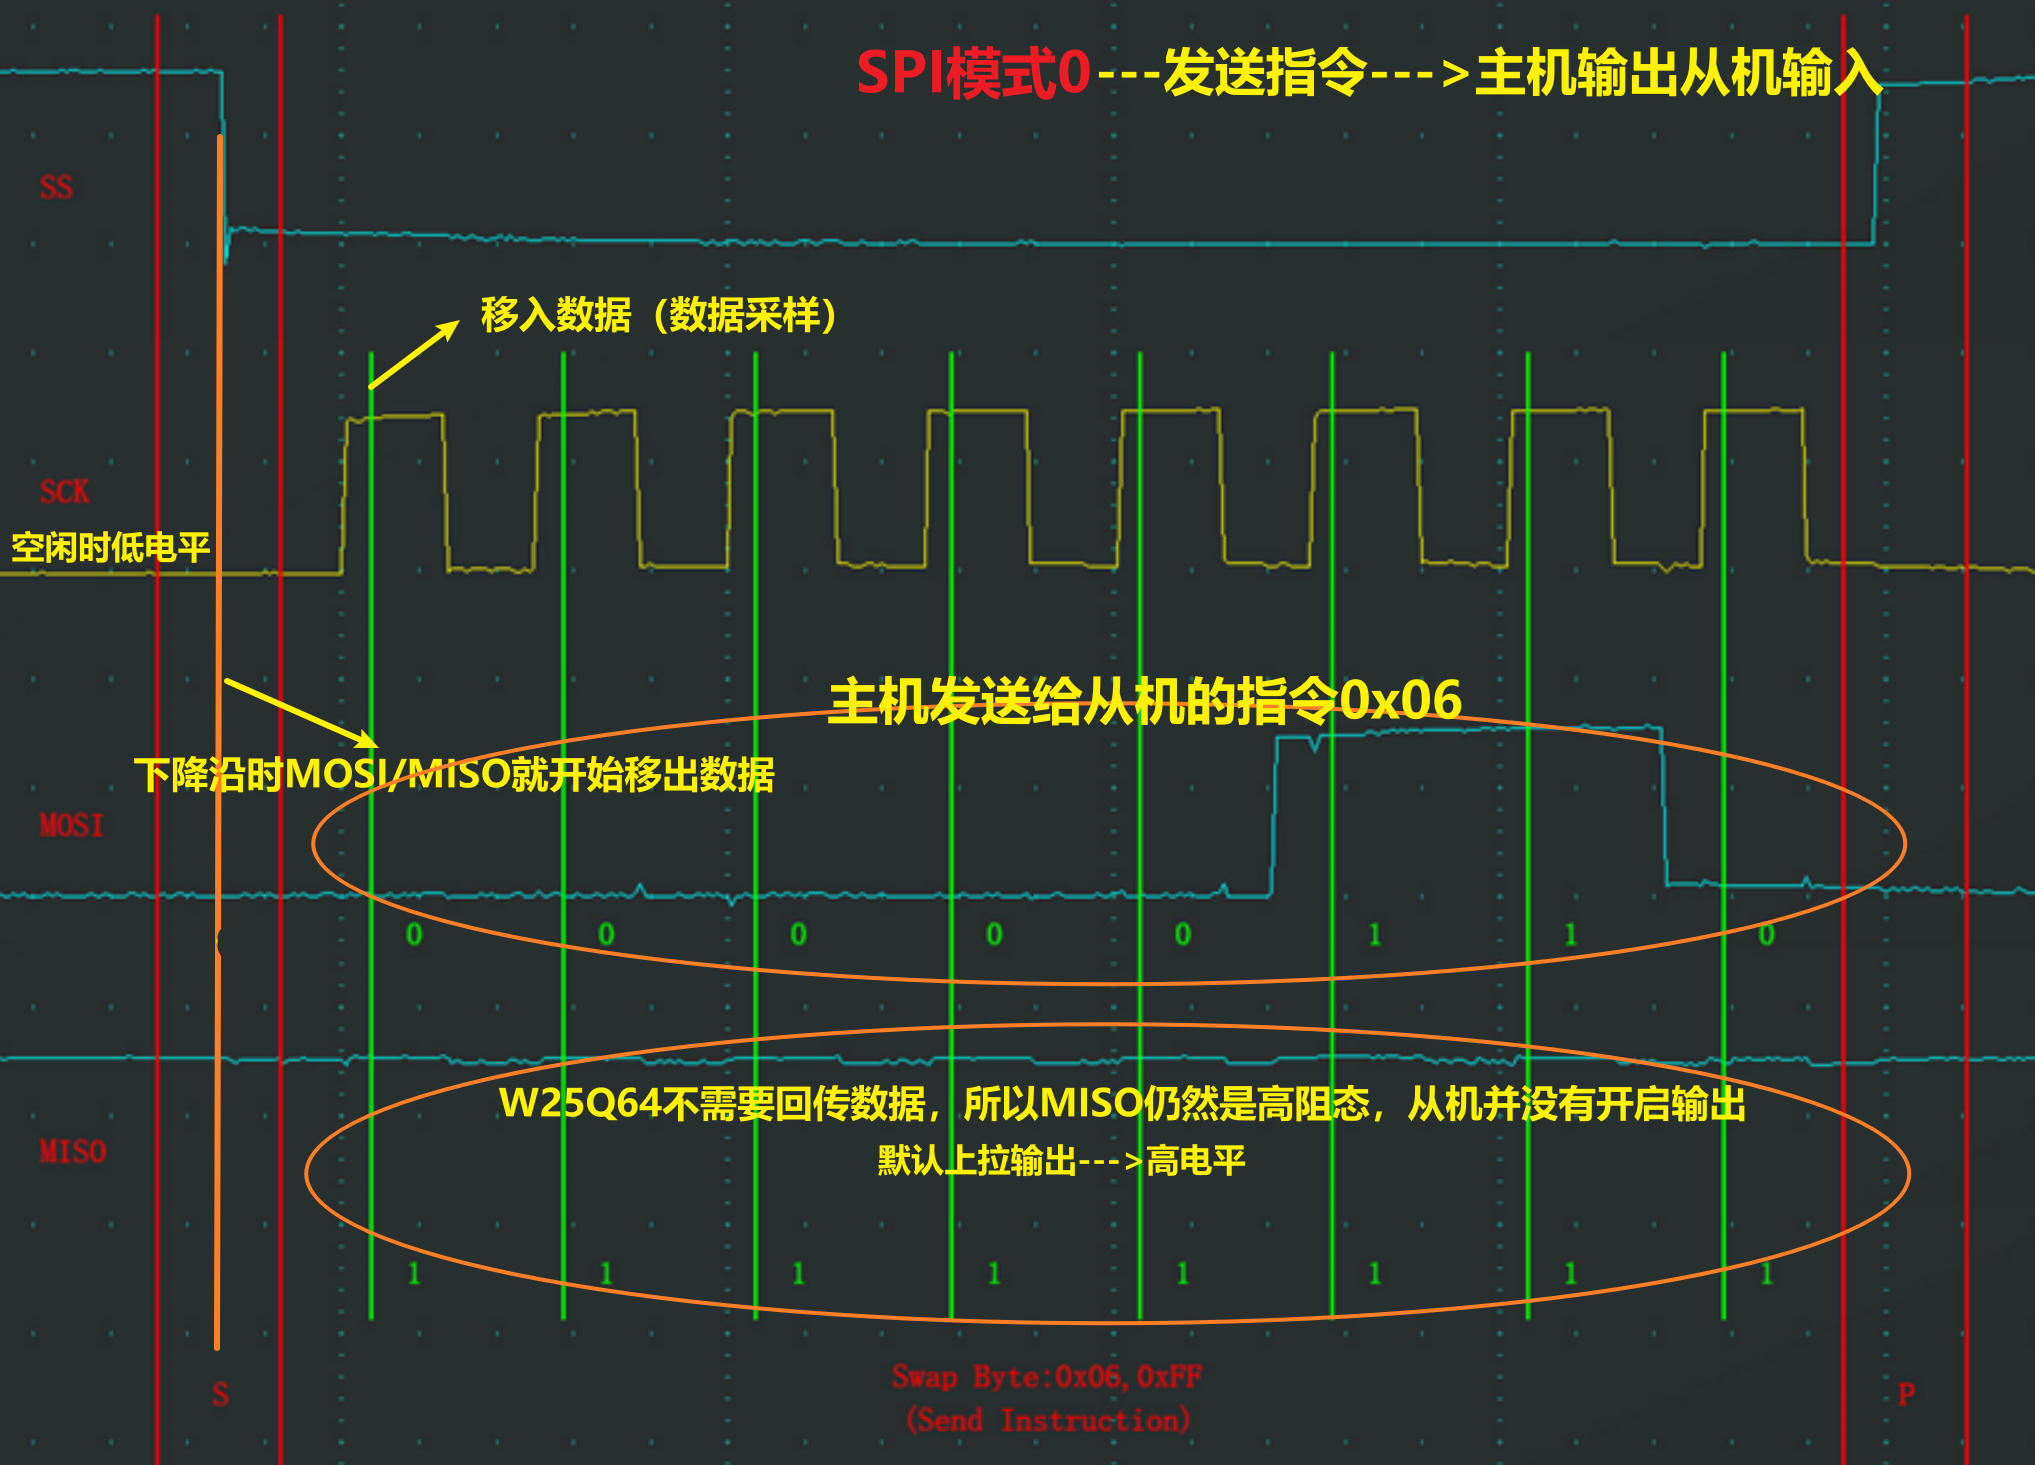 SPI模式0---发送指令--->主机输出从机输入
SS
移入数据（数据采样）
SCK
空闲时低电平
主机发送给从机的指令0x06
下降沿时MOSI/MISO就开始移出数据
MOSI
0 0 0 0 0 1 1 0
W25Q64不需要回传数据，所以MISO仍然是高阻态，从机并没有开启输出
MISO
默认上拉输出--->高电平
1 1 1 1 1 1 1 1
Swap Byte:0x06,0xFF
S
P
(Send Instruction)